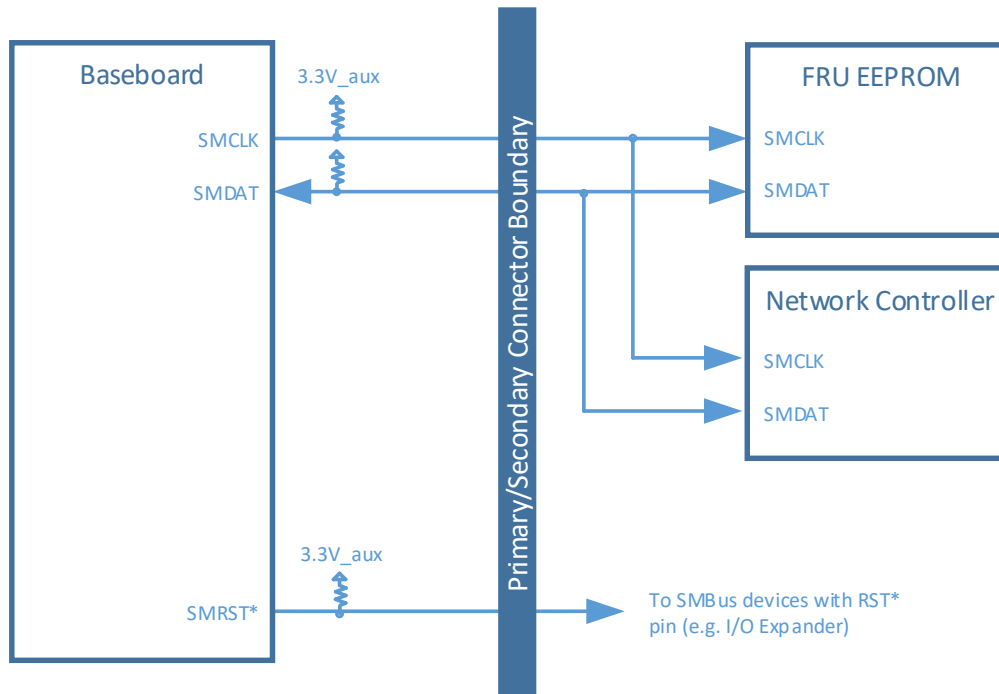 Baseboard
3.3V_aux
SMCLK
SMDAT
3.3V_aux
SMRST*
Primary/Secondary Connector Boundary
FRU EEPROM
SMCLK
SMDAT
Network Controller
SMCLK
SMDAT
To SMBus devices with RST*
pin (e.g. I/O Expander)